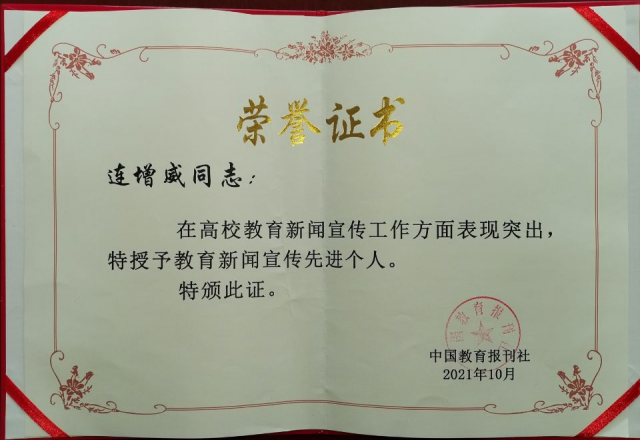 荣誉证书
连增威同志：
在高校教育新闻宣传工作方面表现突出，
特授予教育新闻宣传先进个人。
特颁此证。
中国教育报刊社
2021年10月